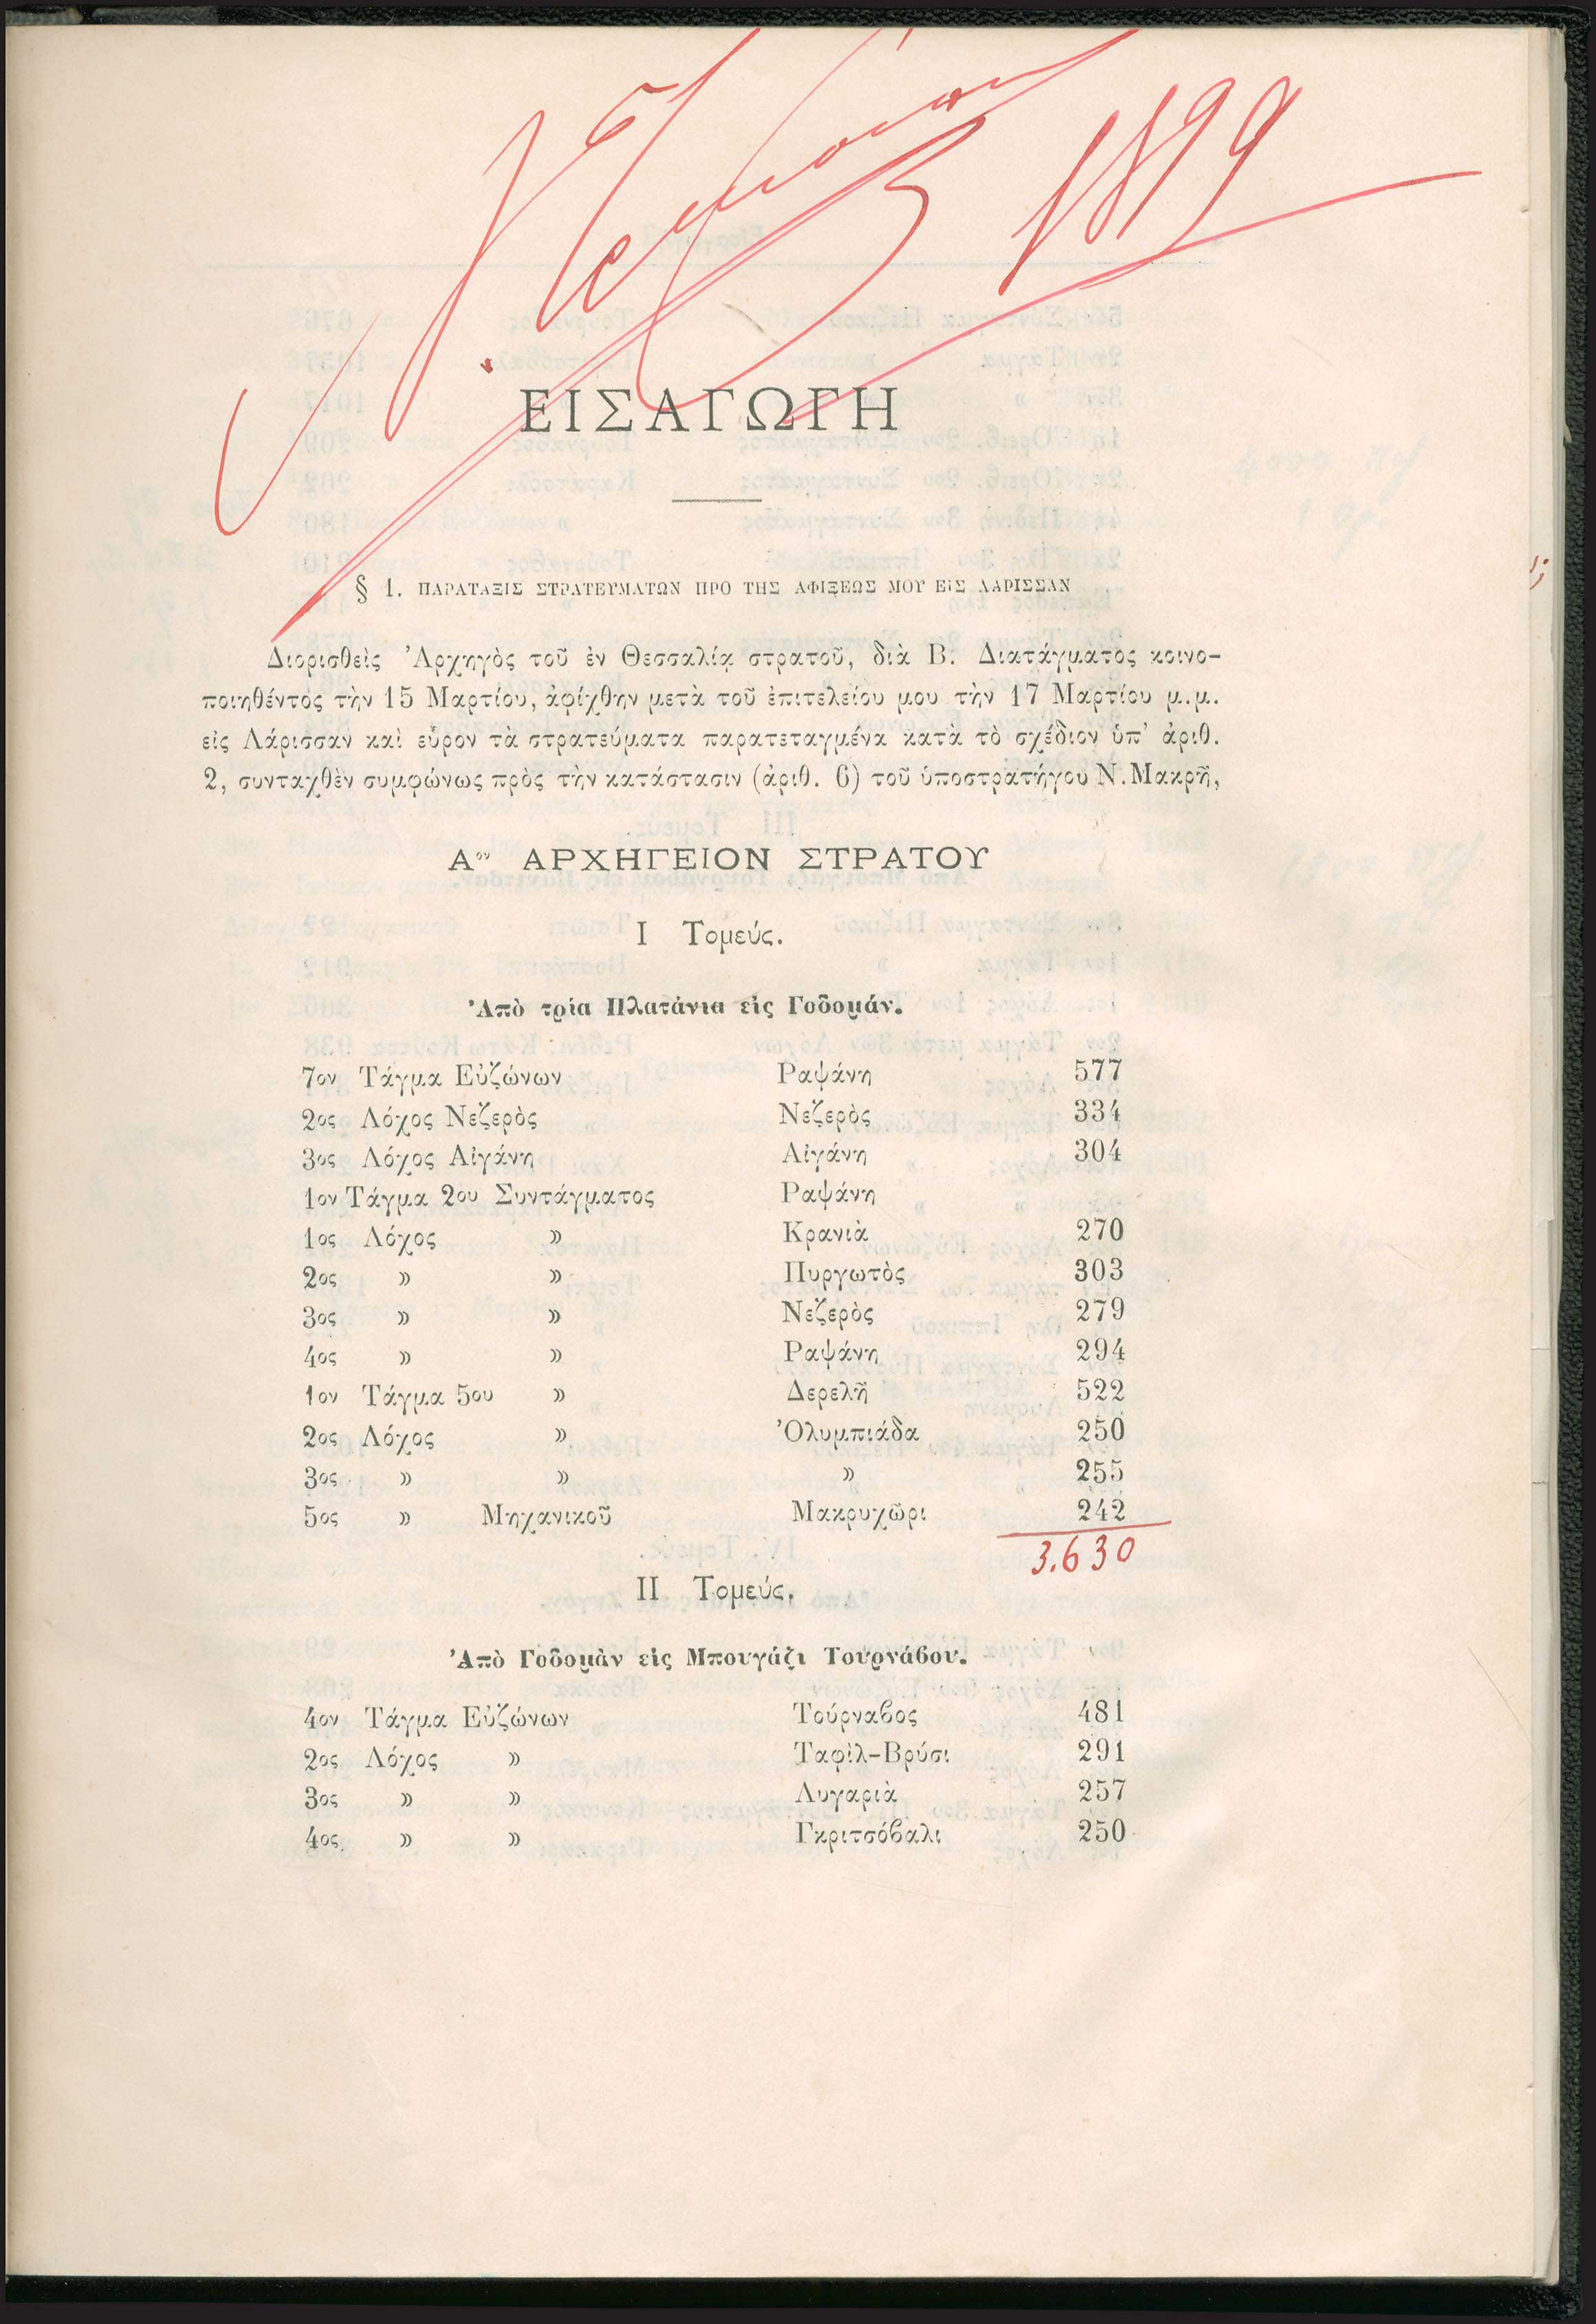 1899
ΕΙΣΑΓΩΓΗ
§ 1. ΠΑΡΑΤΑΞΙΣ ΣΤΡΑΤΕΥΜΑΤΩΝ ΠΡΟ ΤΗΣ ΑΦΙΞΕΩΣ ΜΟΥ ΕΙΣ ΛΑΡΙΣΣΑΝ
Διορισθεὶς Ἀρχηγὸς τοῦ ἐν Θεσσαλίᾳ στρατοῦ, διὰ Β. Διατάγματος κοινο-
ποιηθέντος τὴν 15 Μαρτίου, ἀφίχθην μετὰ τοῦ ἐπιτελείου μου τὴν 17 Μαρτίου μ.μ.
εἰς Λάρισσαν καὶ εὗρον τὰ στρατεύματα παρατεταγμένα κατὰ τὸ σχέδιον ὑπ' ἀριθ.
2, συνταχθὲν συμφώνως πρὸς τὴν κατάστασιν (ἀριθ. 6) τοῦ ὑποστρατήγου Ν. Μακρῆ,
Αον ΑΡΧΗΓΕΙΟΝ ΣΤΡΑΤΟΥ
Ι Τομεύς.
Ἀπὸ τρία Πλατάνια εἰς Γοδομάν.
7ον Τάγμα Εὐζώνων Ραψάνη 577
2ος Λόχος Νεζερὸς Νεζερὸς 334
3ος Λόχος Αἰγάνη Αἰγάνη 304
1ον Τάγμα 2ου Συντάγματος Ραψάνη
1ος Λόχος » Κρανιὰ 270
2ος » » Πυργωτὸς 303
3ος » » Νεζερὸς 279
4ος » » Ραψάνη 294
1ον Τάγμα 5ου » Δερελῆ 522
2ος Λόχος » Ὀλυμπιάδα 250
3ος » » » 255
5ος » Μηχανικοῦ Μακρυχῶρι 242
3.630
ΙΙ Τομεύς.
Ἀπὸ Γοδομὰν εἰς Μπουγάζι Τουρνάβου.
4ον Τάγμα Εὐζώνων Τούρναβος 481
2ος Λόχος » Ταφὶλ-Βρύσι 291
3ος » » Λυγαριὰ 257
4ος » » Γκριτσόβαλι 250